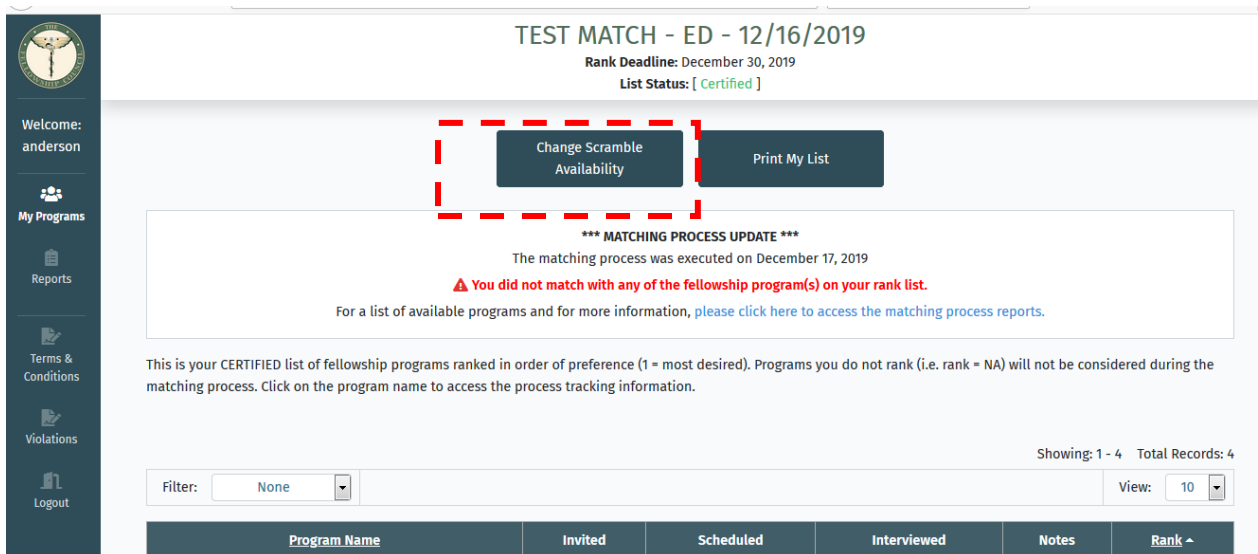 THE
FELLOWSHIP COUNCIL
Welcome:
anderson
My Programs
Reports
Terms &
Conditions
Violations
Logout
TEST MATCH - ED - 12/16/2019
Rank Deadline: December 30, 2019
List Status: [ Certified ]
Change Scramble
Availability
Print My List
*** MATCHING PROCESS UPDATE ***
The matching process was executed on December 17, 2019
You did not match with any of the fellowship program(s) on your rank list.
For a list of available programs and for more information, please click here to access the matching process reports.
This is your CERTIFIED list of fellowship programs ranked in order of preference (1 = most desired). Programs you do not rank (i.e. rank = NA) will not be considered during the
matching process. Click on the program name to access the process tracking information.
Showing: 1 - 4 Total Records: 4
Filter: None View: 10
Program Name Invited Scheduled Interviewed Notes Rank